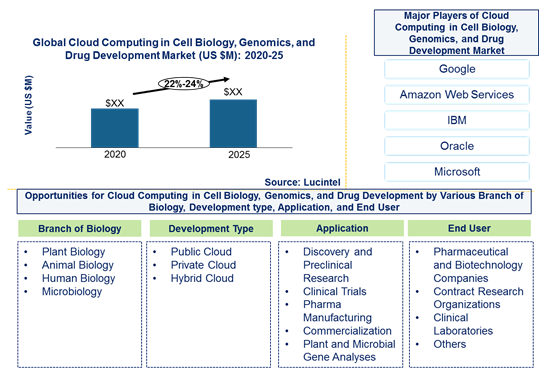 Global Cloud Computing in Cell Biology, Genomics, and
Drug Development Market (US $M): 2020-25
Value (US $M)
22%-24%
$XX
$XX
2020
2025
Source: Lucintel
Major Players of Cloud
Computing in Cell Biology,
Genomics, and Drug
Development Market
Google
Amazon Web Services
IBM
Oracle
Microsoft
Opportunities for Cloud Computing in Cell Biology, Genomics, and Drug Development by Various Branch of
Biology, Development type, Application, and End User
Branch of Biology
• Plant Biology
• Animal Biology
• Human Biology
• Microbiology
Development Type
• Public Cloud
• Private Cloud
• Hybrid Cloud
Application
• Discovery and
Preclinical
Research
• Clinical Trials
• Pharma
Manufacturing
• Commercialization
• Plant and Microbial
Gene Analyses
End User
• Pharmaceutical
and Biotechnology
Companies
• Contract Research
Organizations
• Clinical
Laboratories
• Others